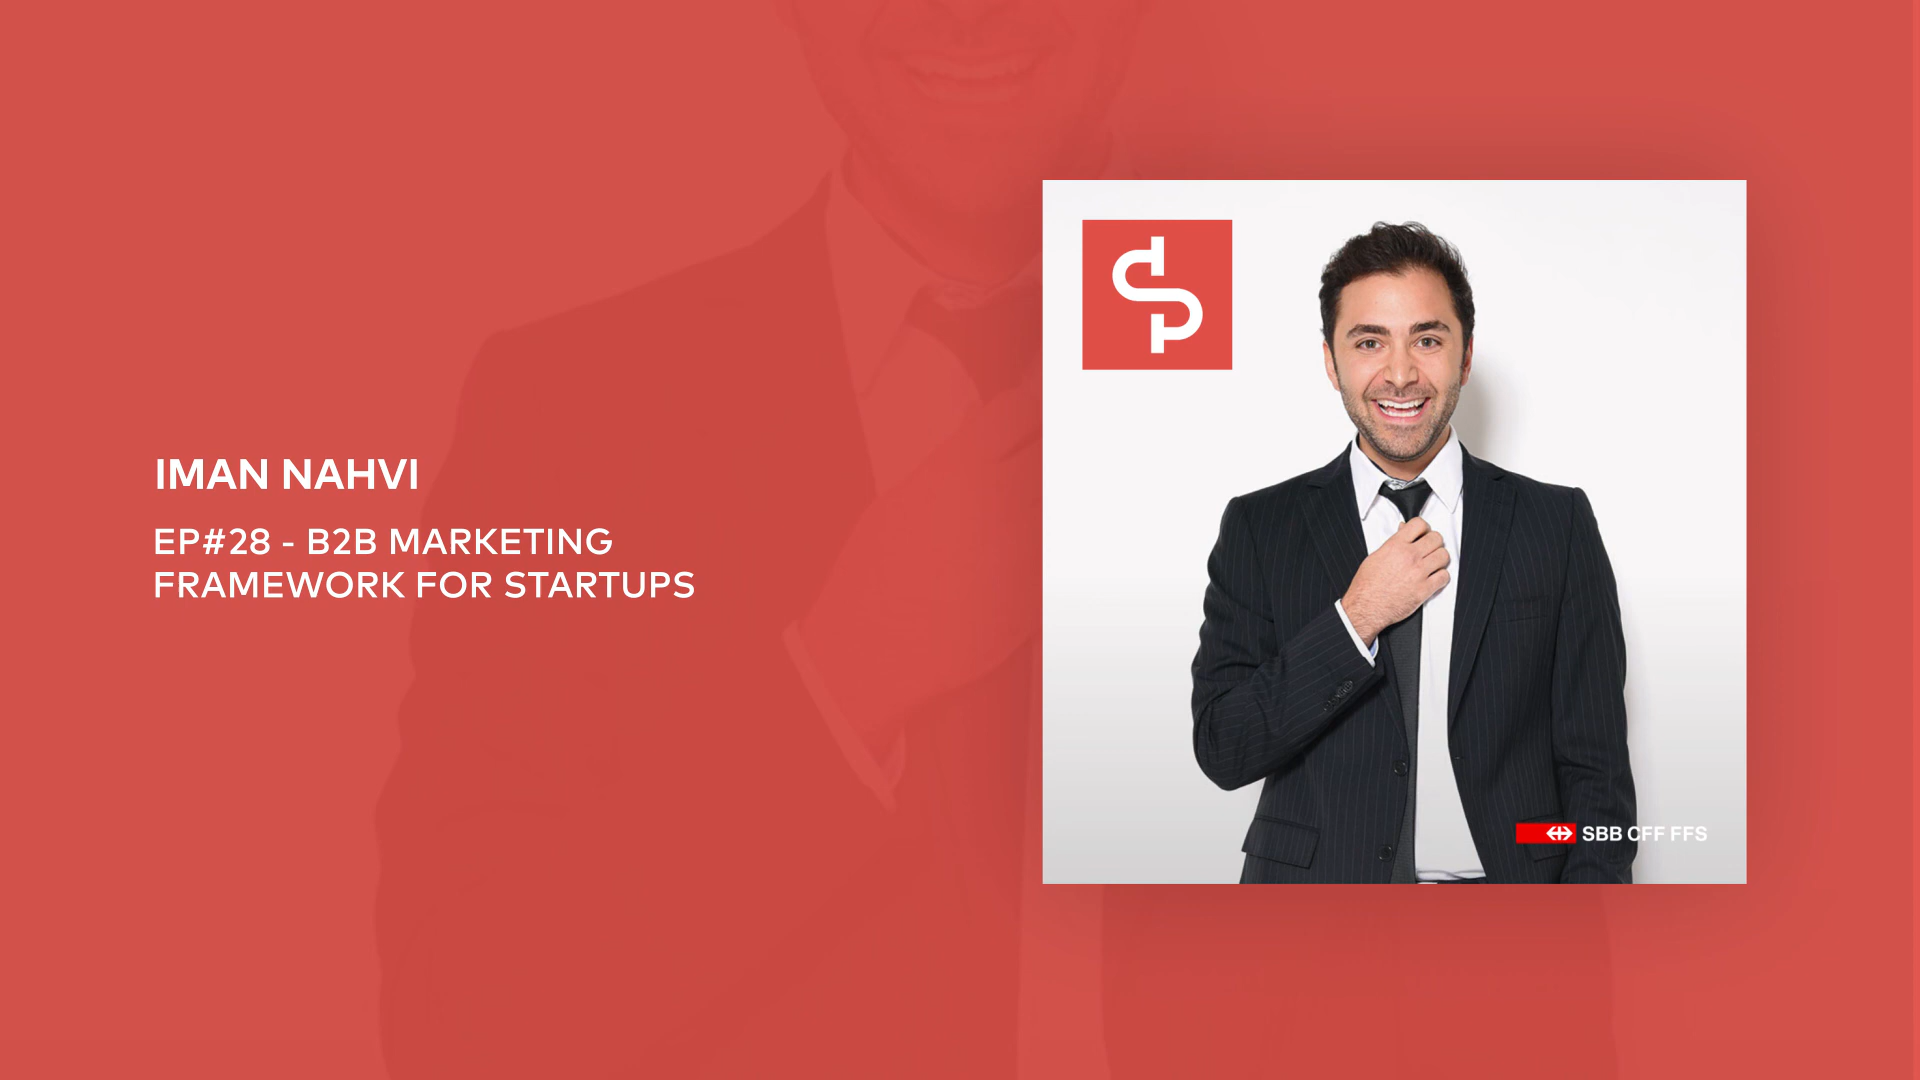 IMAN NAHVI
EP#28 - B2B MARKETING
FRAMEWORK FOR STARTUPS
SBB CFF FFS